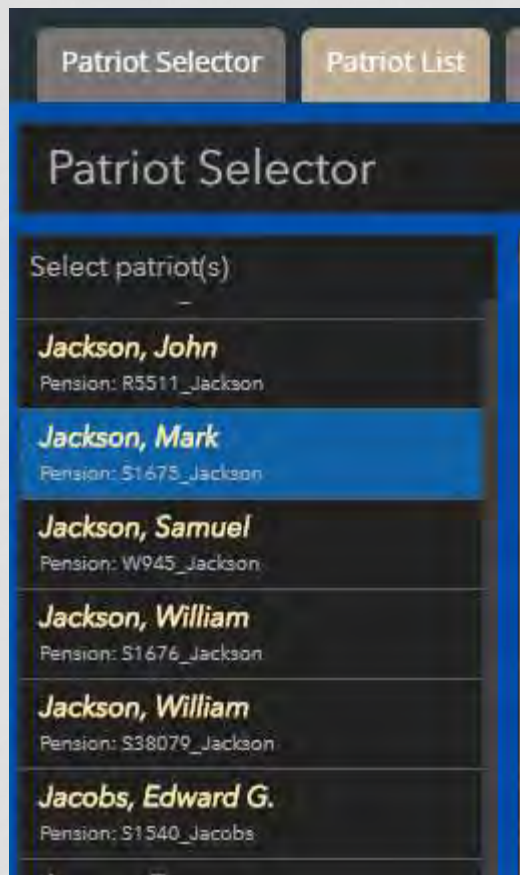 Patriot Selector
Patriot List
Patriot Selector
Select patriot(s)
Jackson, John
Pension: R5511_Jackson
Jackson, Mark
Pension: S1675_Jackson
Jackson, Samuel
Pension: W945_Jackson
Jackson, William
Pension: S1676_Jackson
Jackson, William
Pension: S38079_Jackson
Jacobs, Edward G.
Pension: S1540_Jacobs